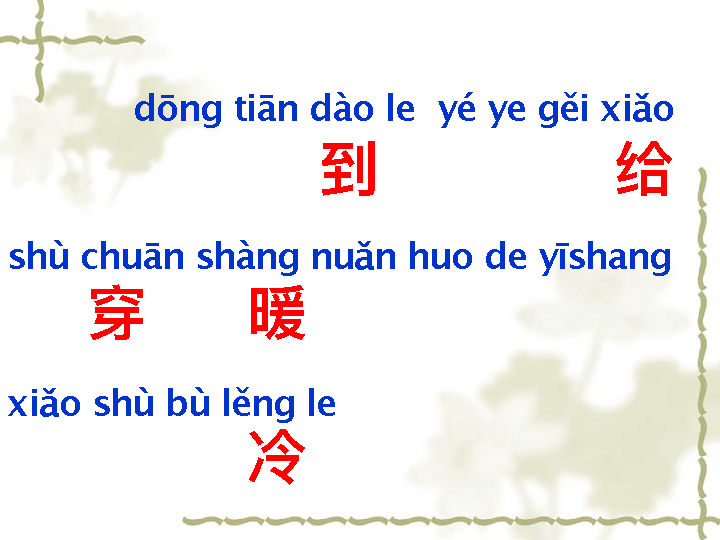 dōng tiān dào le yé ye gěi xiǎo
到 给
shù chuān shàng nuǎn huo de yīshang
穿 暖
xiǎo shù bù lěng le
冷